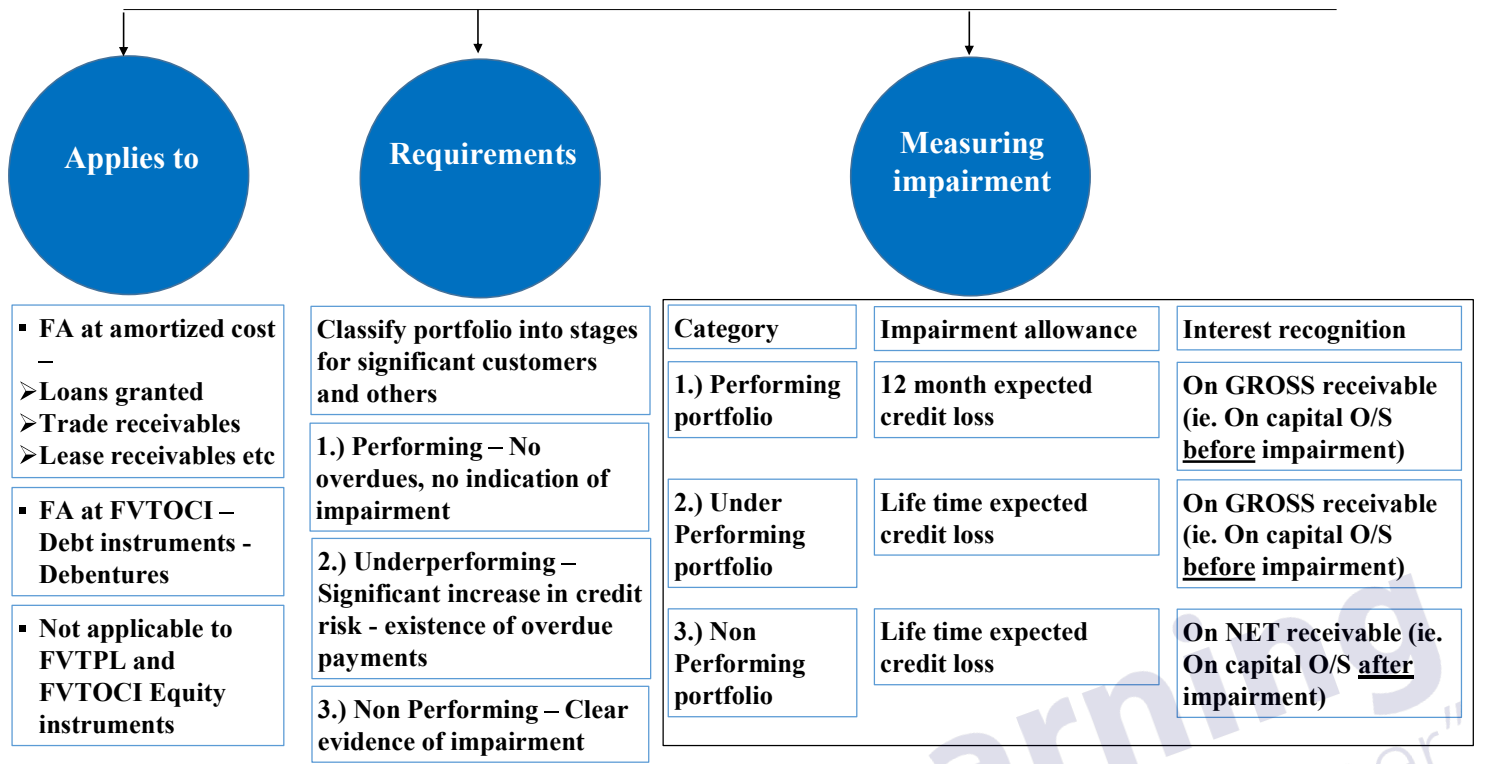 Applies to
Requirements
Measuring
impairment
▪ FA at amortized cost
–
➢Loans granted
➢Trade receivables
➢Lease receivables etc
▪ FA at FVTOCI –
Debt instruments -
Debentures
▪ Not applicable to
FVTPL and
FVTOCI Equity
instruments
Classify portfolio into stages
for significant customers
and others
1.) Performing – No
overdues, no indication of
impairment
2.) Underperforming –
Significant increase in credit
risk - existence of overdue
payments
3.) Non Performing – Clear
evidence of impairment
Category
Impairment allowance
Interest recognition
1.) Performing
portfolio
12 month expected
credit loss
On GROSS receivable
(ie. On capital O/S
before impairment)
2.) Under
Performing
portfolio
Life time expected
credit loss
On GROSS receivable
(ie. On capital O/S
before impairment)
3.) Non
Performing
portfolio
Life time expected
credit loss
On NET receivable (ie.
On capital O/S after
impairment)